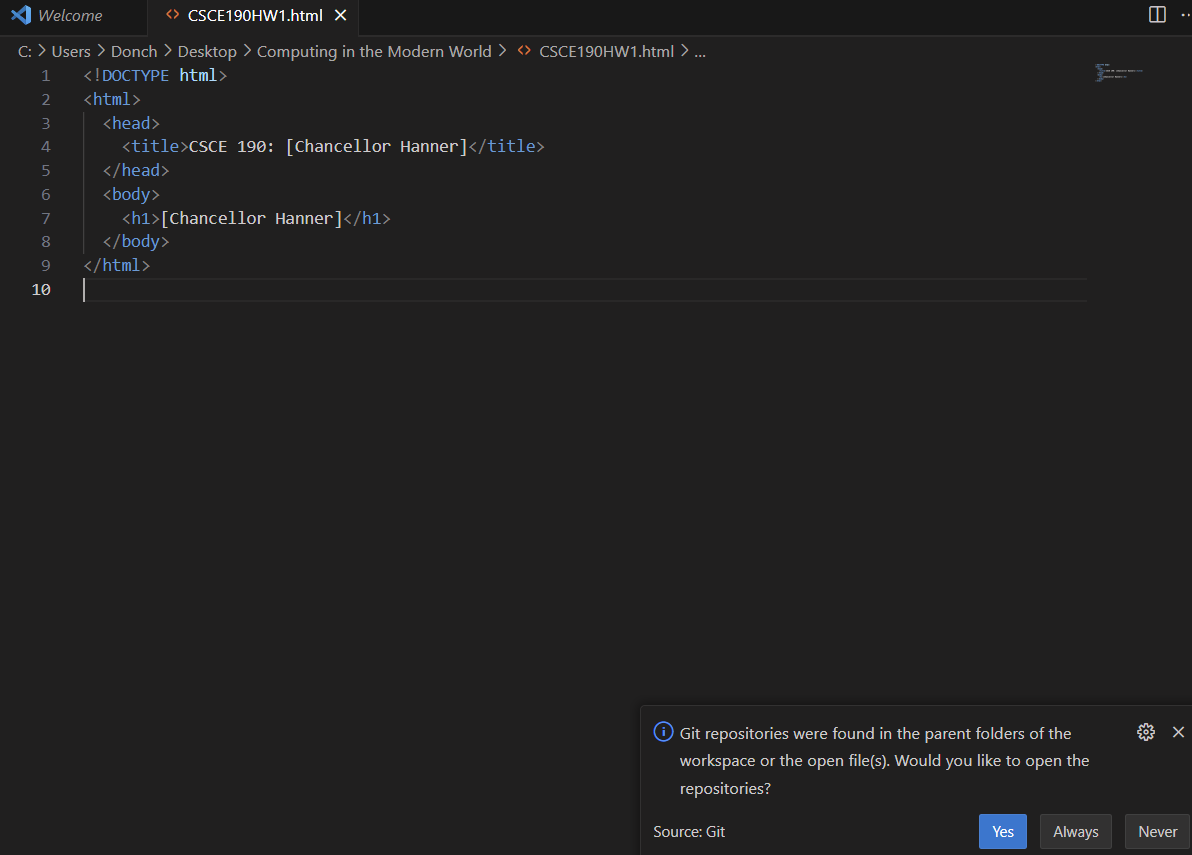 Welcome
CSCE190HW1.html
C: > Users > Donch > Desktop > Computing in the Modern World > CSCE190HW1.html > ...
1 <!DOCTYPE html>
2 <html>
3   <head>
4     <title>CSCE 190: [Chancellor Hanner]</title>
5   </head>
6   <body>
7     <h1>[Chancellor Hanner]</h1>
8   </body>
9 </html>
10
Git repositories were found in the parent folders of the
workspace or the open file(s). Would you like to open the
repositories?
Source: Git
Yes
Always
Never